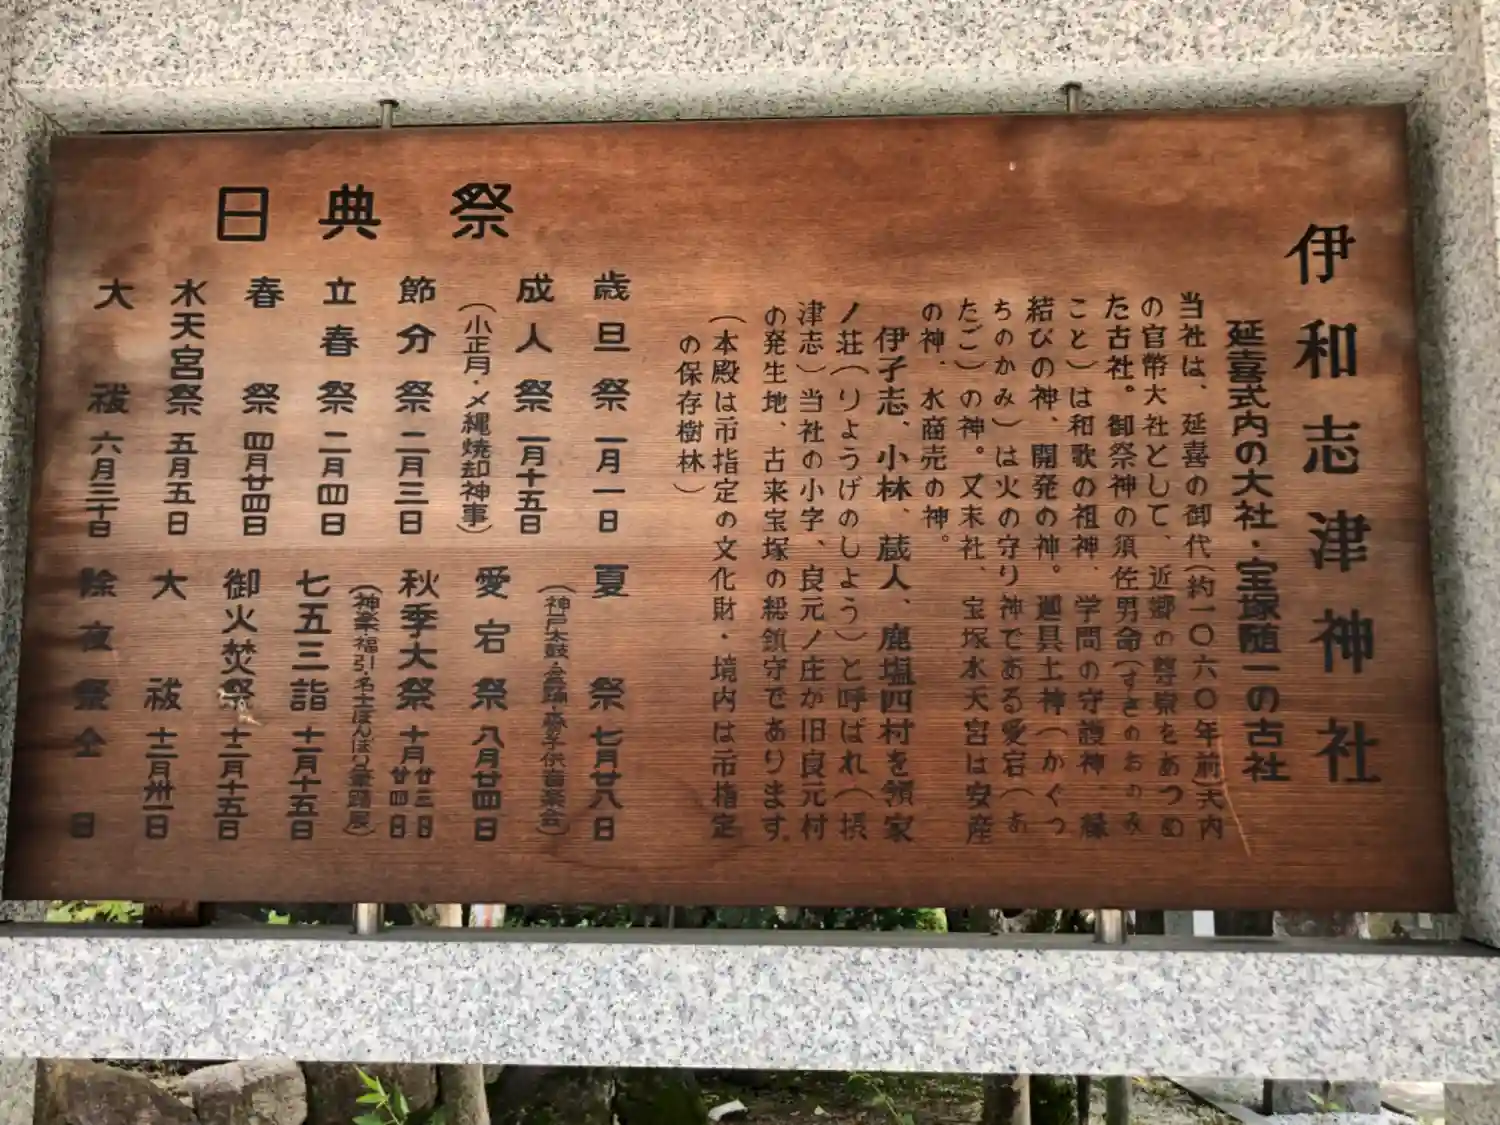 伊和志津神社
延喜式内の大社・宝塚随一の古社
当社は、延喜の御代(約一〇六〇年前)式内
の官幣大社として、近郷の尊崇をあつめ
た古社。御祭神の須佐男命(すさのおのみ
こと)は和歌の祖神、学問の守護神、縁
結びの神、開発の神。迦具土神(かぐつ
ちのかみ)は火の守り神である愛宕(あ
たご)の神。又末社、宝塚水天宮は安産
の神、水商売の神。
伊孑志、小林、蔵人、鹿塩四村を領家
ノ荘(りようげのしよう)と呼ばれ(摂
津志)当社の小字、良元ノ庄が旧良元村
の発生地、古来宝塚の総鎮守であります。
(本殿は市指定の文化財・境内は市指定
の保存樹林)
祭典日
歳旦祭 一月一日
成人祭 一月十五日
(小正月・〆縄焼却神事)
節分祭 二月三日
立春祭 二月四日
春祭 四月廿四日
水天宮祭 五月五日
大祓 六月三十日
夏祭 七月廿八日
(神戸太鼓・金蹄・森子供音楽会)
愛宕祭 八月廿四日
秋季大祭 十月廿三日廿四日
(神楽・福引・名士ぼんぼり筆蹟展)
七五三詣 十一月十五日
御火焚祭 十二月十五日
大祓 十二月卅一日
除夜祭 仝日